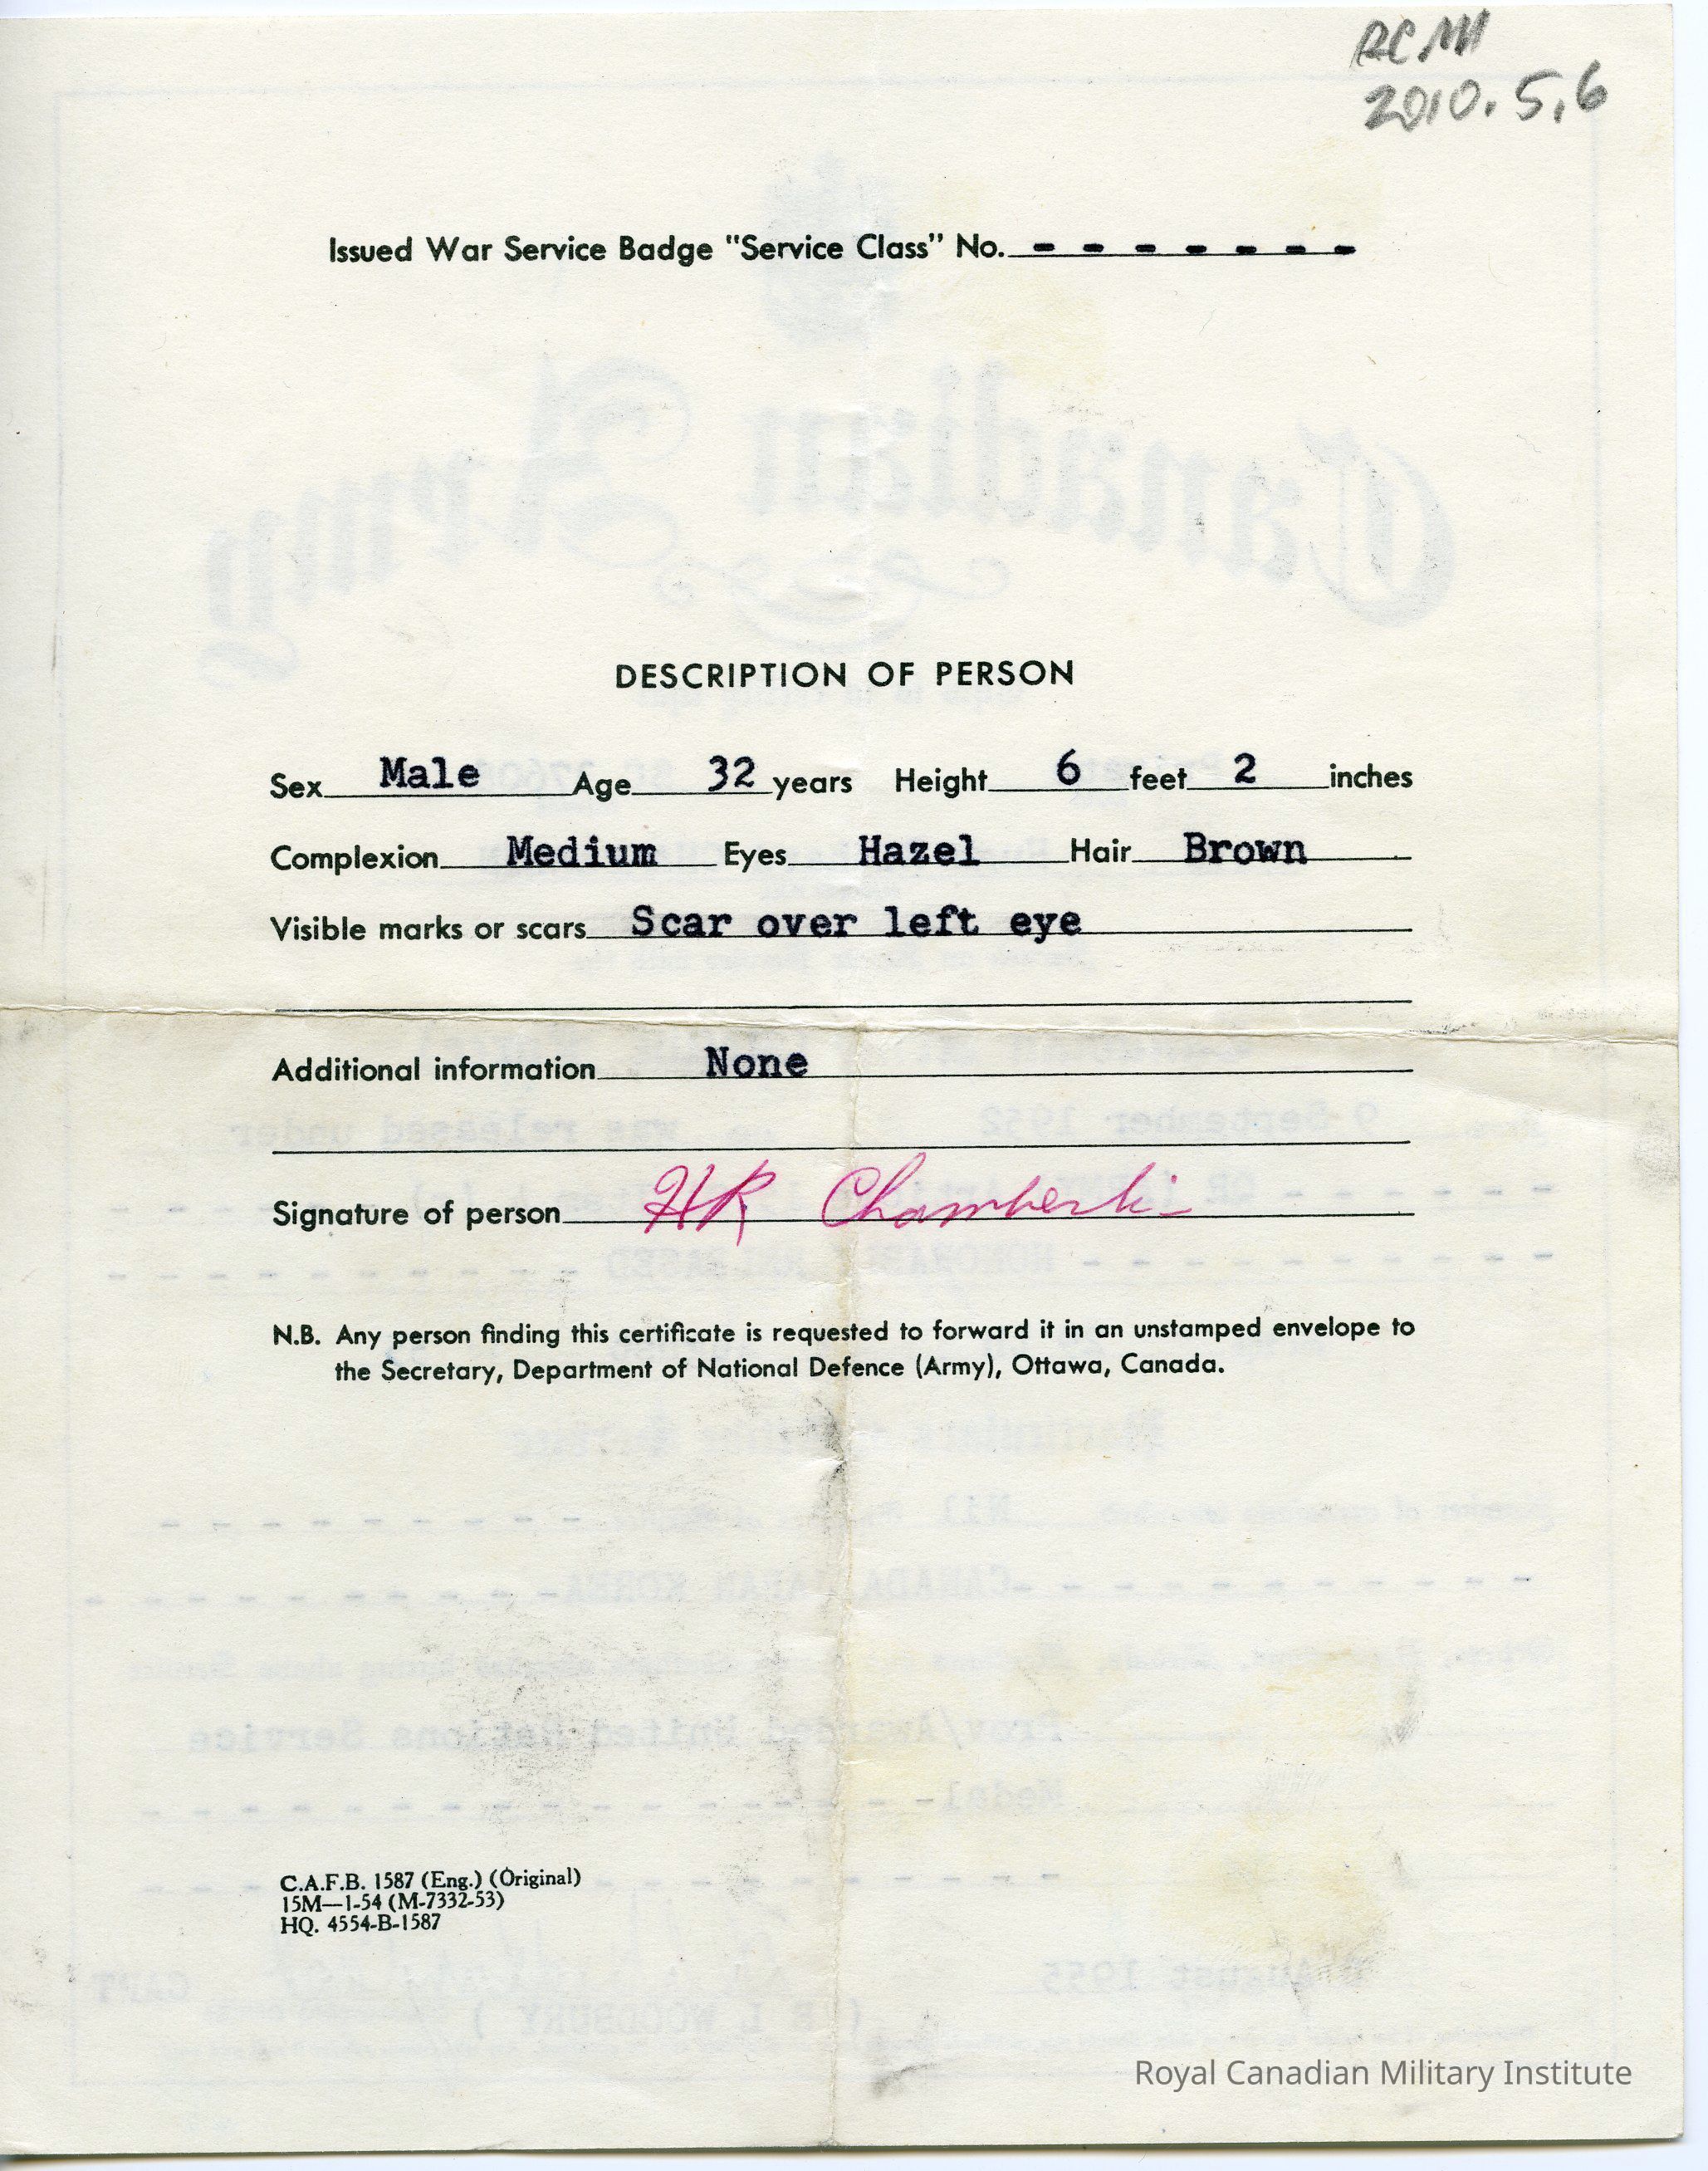 RCMI
2010.5.6
Issued War Service Badge "Service Class" No. - - - - - - -
DESCRIPTION OF PERSON
Sex Male Age 32 years Height 6 feet 2 inches
Complexion Medium Eyes Hazel Hair Brown
Visible marks or scars Scar over left eye
Additional information None
Signature of person HR Chamberlin
N.B. Any person finding this certificate is requested to forward it in an unstamped envelope to
the Secretary, Department of National Defence (Army), Ottawa, Canada.
C.A.F.B. 1587 (Eng.) (Original)
15M—1-54 (M-7332-53)
HQ. 4554-B-1587
Royal Canadian Military Institute